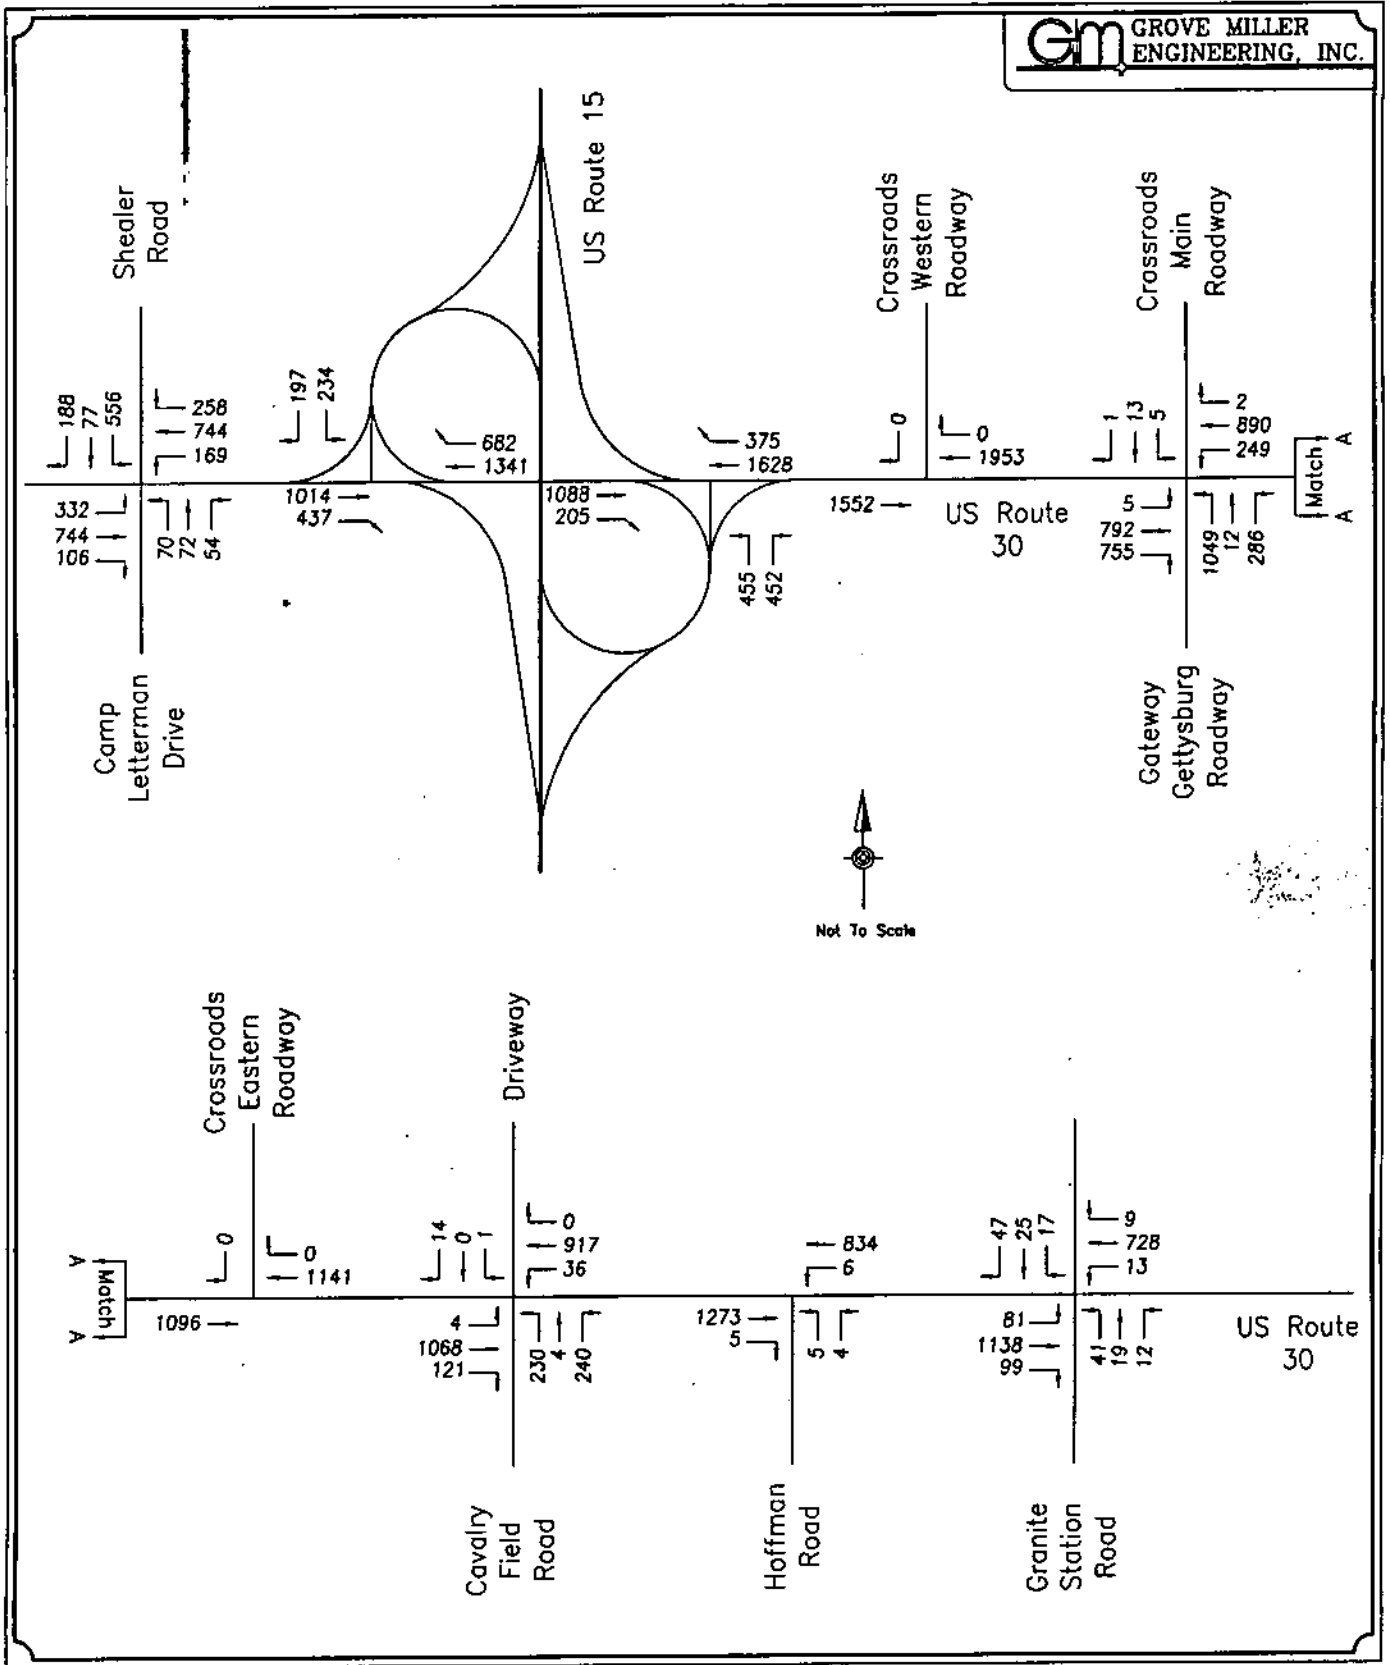 GROVE MILLER
ENGINEERING, INC.
Shealer
Road
US Route 15
Crossroads
Western
Roadway
Crossroads
Main
Roadway
188
77
556
258
744
169
332
744
106
70
72
54
197
234
682
1341
1014
437
1088
205
375
1628
455
452
0
0
1953
1552
US Route
30
1
13
5
2
890
249
5
792
755
1049
12
286
A
Match
A
Camp
Letterman
Drive
Gateway
Gettysburg
Roadway
Not To Scale
Crossroads
Eastern
Roadway
Driveway
A
Match
A
0
0
1141
1096
14
0
1
0
917
36
4
1068
121
230
4
240
834
6
1273
5
5
4
47
25
17
9
728
13
81
1138
99
41
19
12
US Route
30
Cavalry
Field
Road
Hoffman
Road
Granite
Station
Road